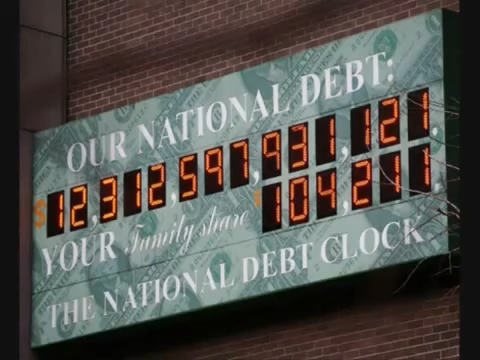 OUR NATIONAL DEBT:
$12,312,597,931,121.
YOUR Family share $104,211
THE NATIONAL DEBT CLOCK